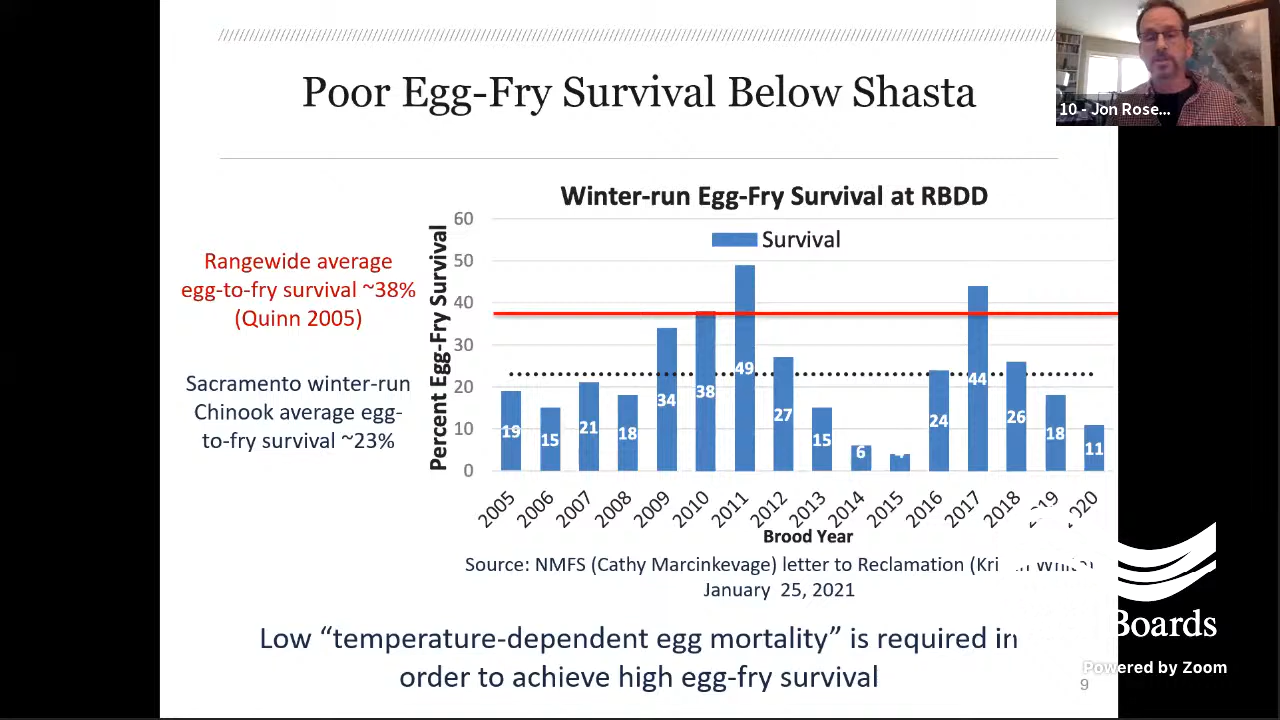 Poor Egg-Fry Survival Below Shasta
10 - Jon Rose...
Winter-run Egg-Fry Survival at RBDD
Survival
Percent Egg-Fry Survival
60
50
40
30
20
10
0
Rangewide average
egg-to-fry survival ~38%
(Quinn 2005)
Sacramento winter-run
Chinook average egg-
to-fry survival ~23%
19 15 21 18 34 38 49 27 15 6 24 44 26 18 11
2005 2006 2007 2008 2009 2010 2011 2012 2013 2014 2015 2016 2017 2018 2019 2020
Brood Year
Source: NMFS (Cathy Marcinkevage) letter to Reclamation (
January 25, 2021
Low “temperature-dependent egg mortality” is required in
order to achieve high egg-fry survival
Boards
Powered by Zoom
9